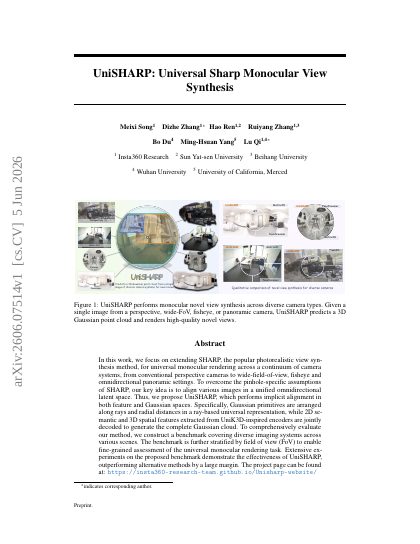 UniSHARP: Universal Sharp Monocular View
Synthesis
Meixi Song¹ Dizhe Zhang¹* Hao Ren¹,² Ruiyang Zhang¹,³
Bo Du⁴ Ming-Hsuan Yang⁵ Lu Qi¹,⁴*
¹ Insta360 Research ² Sun Yat-sen University ³ Beihang University
⁴ Wuhan University ⁵ University of California, Merced
arXiv:2606.07514v1 [cs.CV] 5 Jun 2026
UniSHARP
Qualitative comparison of novel view synthesis for diverse cameras
Figure 1: UniSHARP performs monocular novel view synthesis across diverse camera types. Given a
single image from a perspective, wide-FoV, fisheye, or panoramic camera, UniSHARP predicts a 3D
Gaussian point cloud and renders high-quality novel views.
Abstract
In this work, we focus on extending SHARP, the popular photorealistic view syn-
thesis method, for universal monocular rendering across a continuum of camera
systems, from conventional perspective cameras to wide-field-of-view, fisheye and
omnidirectional panoramic settings. To overcome the pinhole-specific assumptions
of SHARP, our key idea is to align various images in a unified omnidirectional
latent space. Thus, we propose UniSHARP, which performs implicit alignment in
both feature and Gaussian spaces. Specifically, Gaussian primitives are arranged
along rays and radial distances in a ray-based universal representation, while 2D se-
mantic and 3D spatial features extracted from UniK3D-inspired encoders are jointly
decoded to generate the complete Gaussian cloud. To comprehensively evaluate
our method, we construct a benchmark covering diverse imaging systems across
various scenes. The benchmark is further stratified by field of view (FoV) to enable
fine-grained assessment of the universal monocular rendering task. Extensive ex-
periments on the proposed benchmark demonstrate the effectiveness of UniSHARP,
outperforming alternative methods by a large margin. The project page can be found
at: https://insta360-research-team.github.io/Unisharp-website/
* indicates corresponding author.
Preprint.